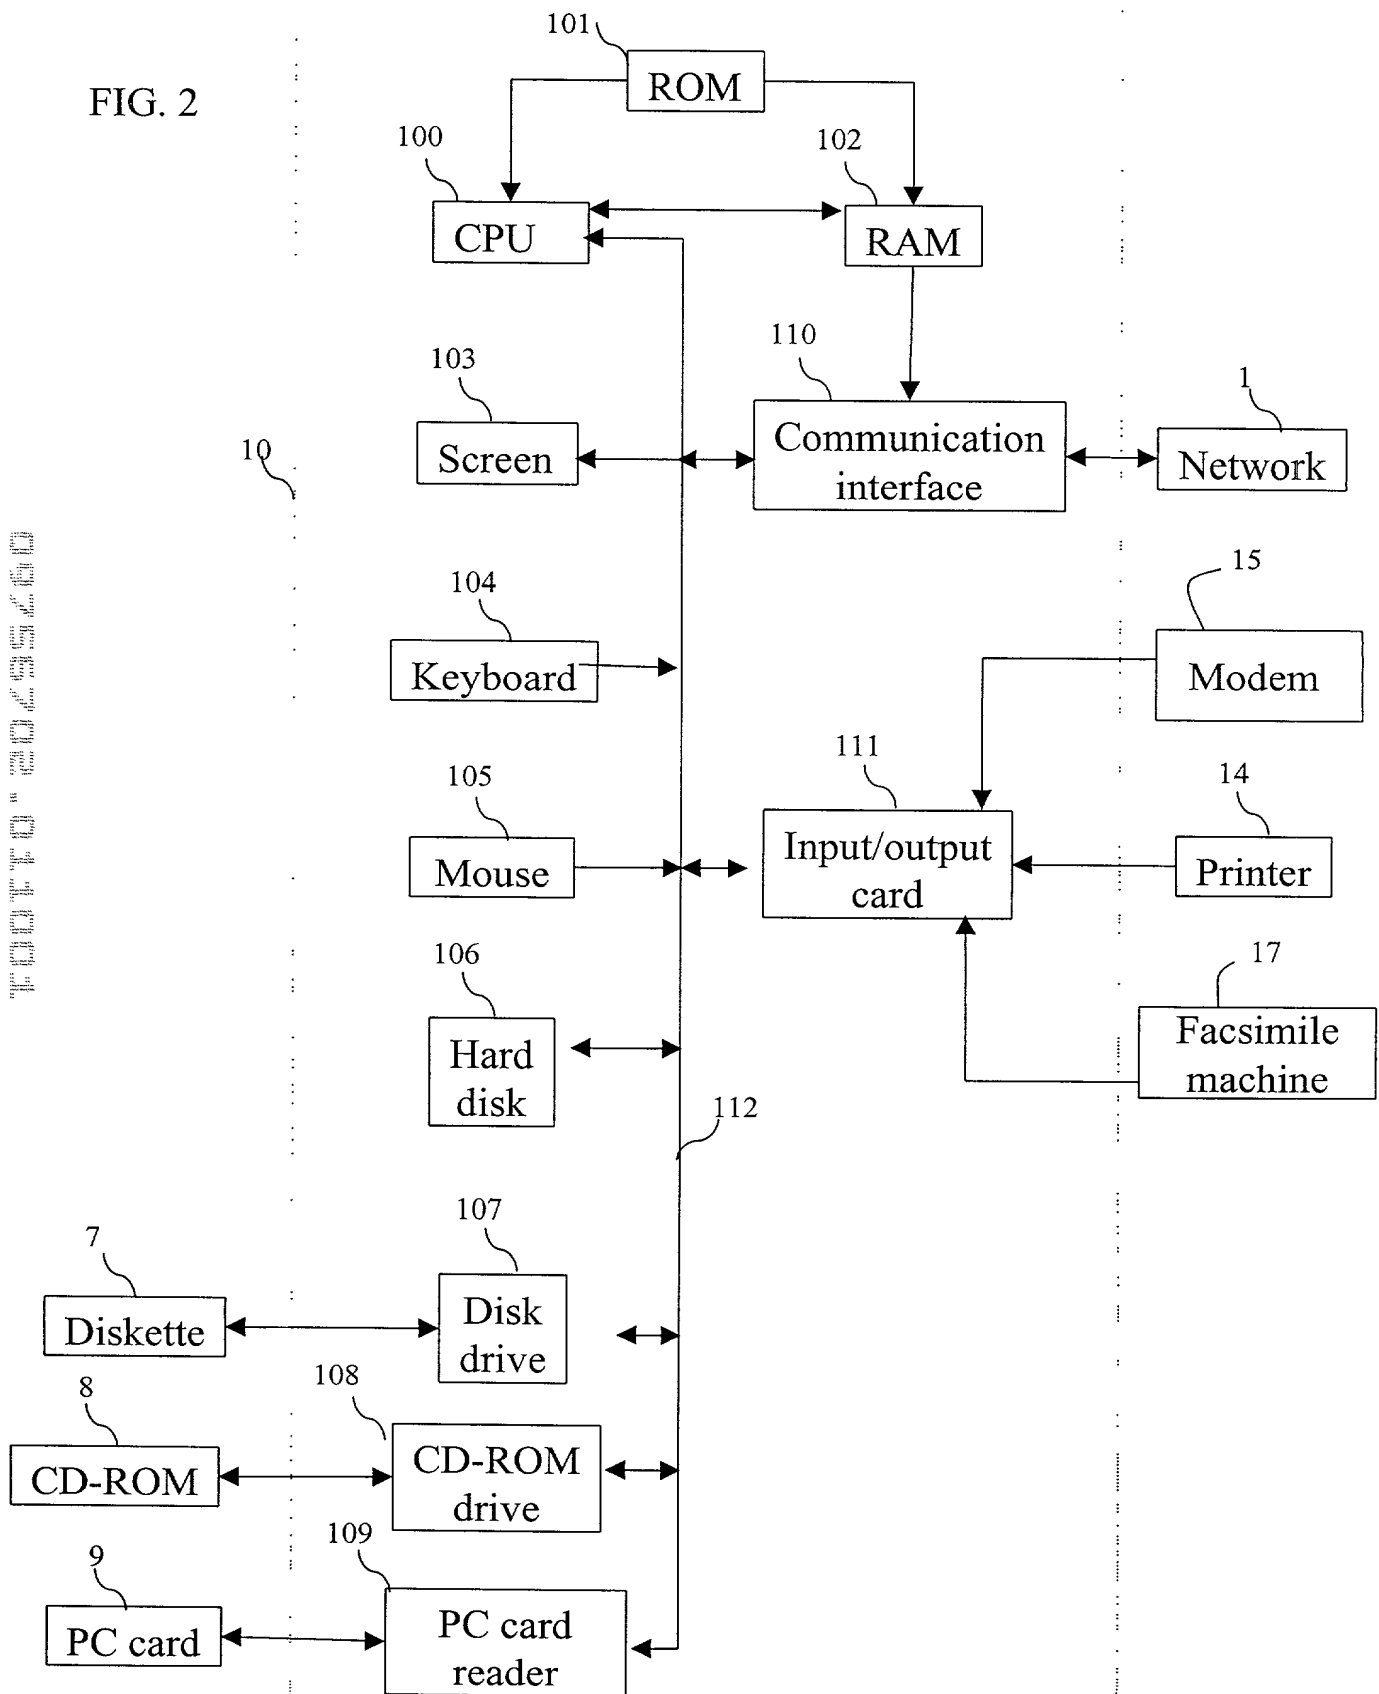 FIG. 2
101
ROM
100
CPU
102
RAM
103
Screen
110
Communication
interface
1
Network
10
104
Keyboard
15
Modem
105
Mouse
111
Input/output
card
14
Printer
106
Hard
disk
17
Facsimile
machine
112
107
Disk
drive
7
Diskette
108
CD-ROM
drive
8
CD-ROM
109
PC card
reader
9
PC card